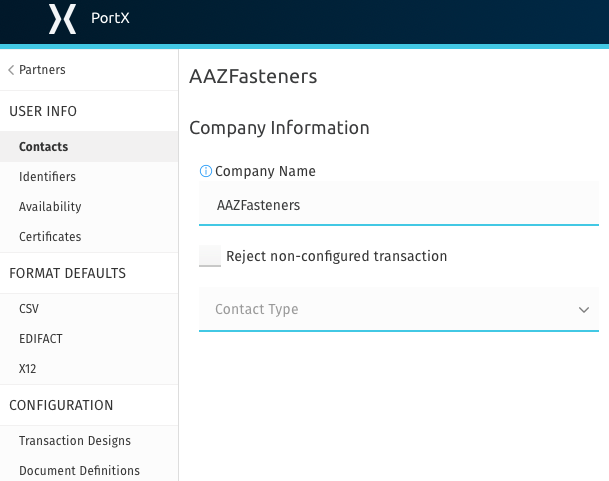 PortX
Partners
USER INFO
Contacts
Identifiers
Availability
Certificates
FORMAT DEFAULTS
CSV
EDIFACT
X12
CONFIGURATION
Transaction Designs
Document Definitions
AAZFasteners
Company Information
Company Name
AAZFasteners
Reject non-configured transaction
Contact Type